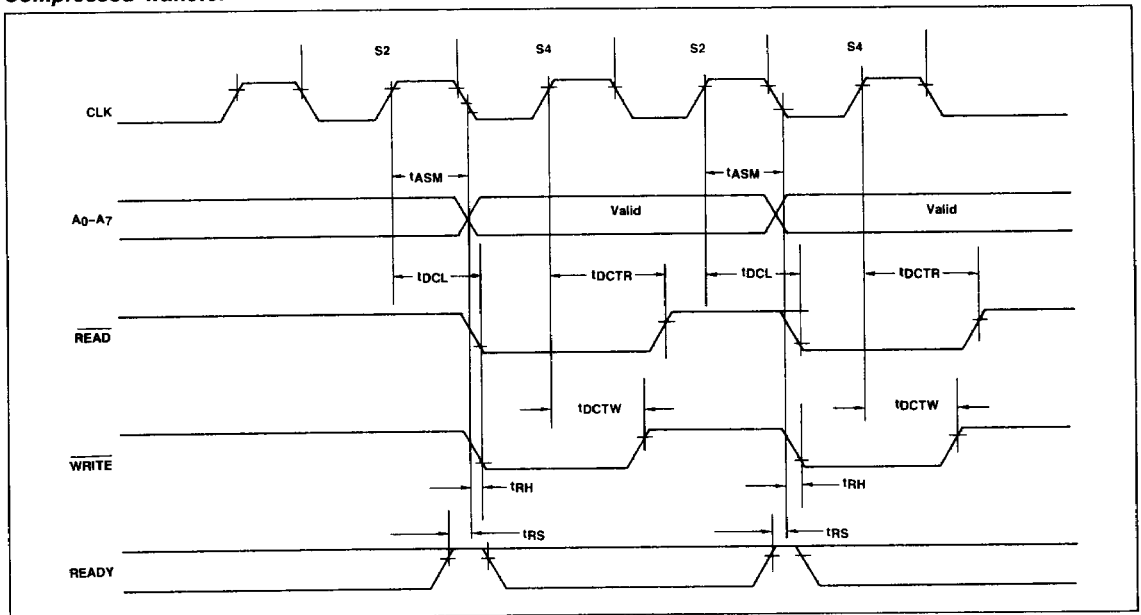 Compressed Transfer
S2 S4 S2 S4
CLK
tASM tASM
A0–A7 Valid Valid
tDCL tDCTR tDCL tDCTR
READ
tDCTW tDCTW
WRITE
tRH tRH
tRS tRS
READY